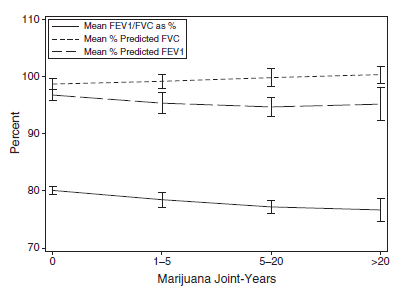 110
Mean FEV1/FVC as %
Mean % Predicted FVC
Mean % Predicted FEV1
100
90
80
70
Percent
0 1–5 5–20 >20
Marijuana Joint-Years